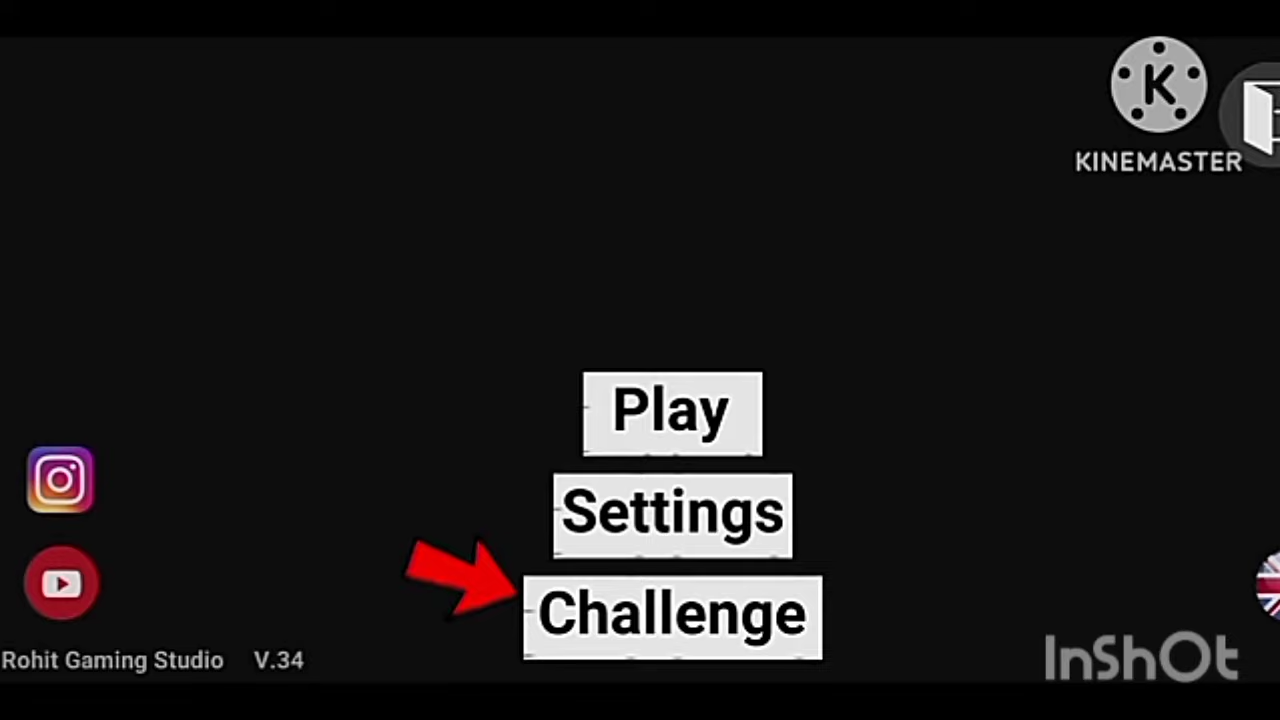 K
KINEMASTER
Play
Settings
Challenge
Rohit Gaming Studio V.34
InShOt